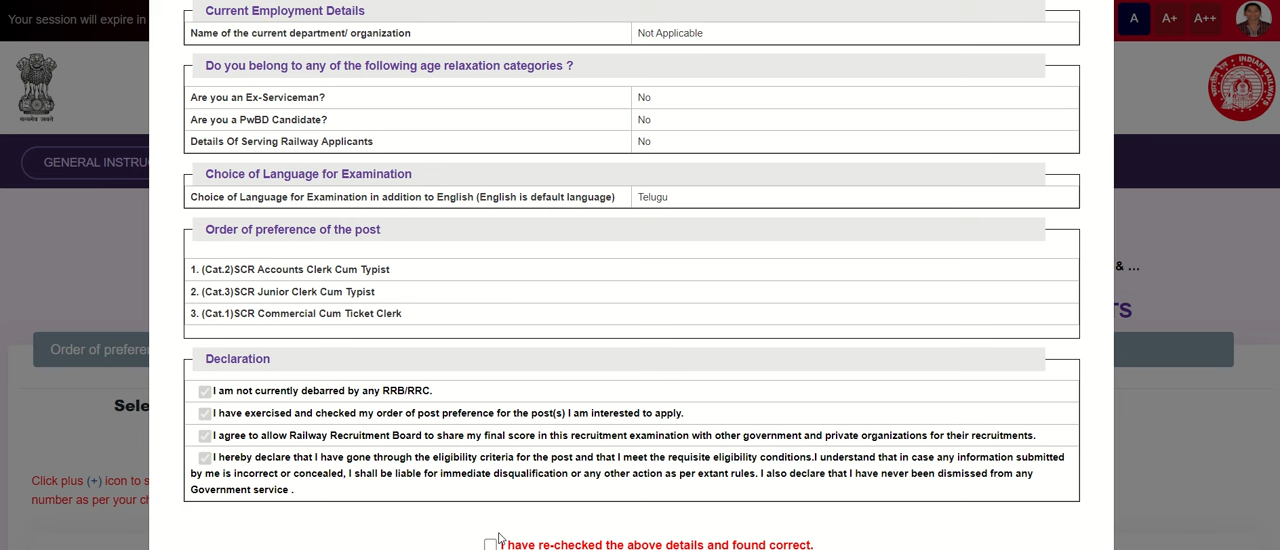 Current Employment Details
Your session will expire in
A A+ A++
Name of the current department/ organization Not Applicable
Do you belong to any of the following age relaxation categories ?
Are you an Ex-Serviceman? No
Are you a PwBD Candidate? No
सत्यमेव जयते
INDIAN RAILWAYS
Details Of Serving Railway Applicants No
GENERAL INSTRU
Choice of Language for Examination
Choice of Language for Examination in addition to English (English is default language) Telugu
Order of preference of the post
1. (Cat.2)SCR Accounts Clerk Cum Typist
& ...
2. (Cat.3)SCR Junior Clerk Cum Typist
3. (Cat.1)SCR Commercial Cum Ticket Clerk
TS
Order of preferen
Declaration
I am not currently debarred by any RRB/RRC.
Sele
I have exercised and checked my order of post preference for the post(s) I am interested to apply.
I agree to allow Railway Recruitment Board to share my final score in this recruitment examination with other government and private organizations for their recruitments.
I hereby declare that I have gone through the eligibility criteria for the post and that I meet the requisite eligibility conditions.I understand that in case any information submitted
by me is incorrect or concealed, I shall be liable for immediate disqualification or any other action as per extant rules. I also declare that I have never been dismissed from any
Government service .
Click plus (+) icon to s
number as per your ch
I have re-checked the above details and found correct.